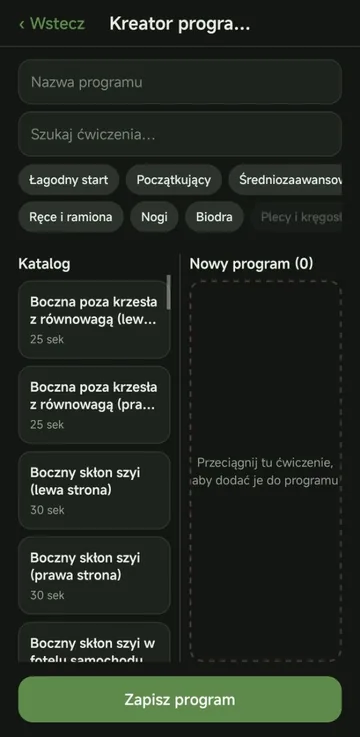 ‹ Wstecz
Kreator progra...
Nazwa programu
Szukaj ćwiczenia...
Łagodny start
Początkujący
Średniozaawansow
Ręce i ramiona
Nogi
Biodra
Plecy i kręgosł
Katalog
Boczna poza krzesła
z równowagą (lew...
25 sek
Boczna poza krzesła
z równowagą (pra...
25 sek
Boczny skłon szyi
(lewa strona)
30 sek
Boczny skłon szyi
(prawa strona)
30 sek
Boczny skłon szyi w
fotelu samochodu
Nowy program (0)
Przeciągnij tu ćwiczenie,
aby dodać je do programu
Zapisz program